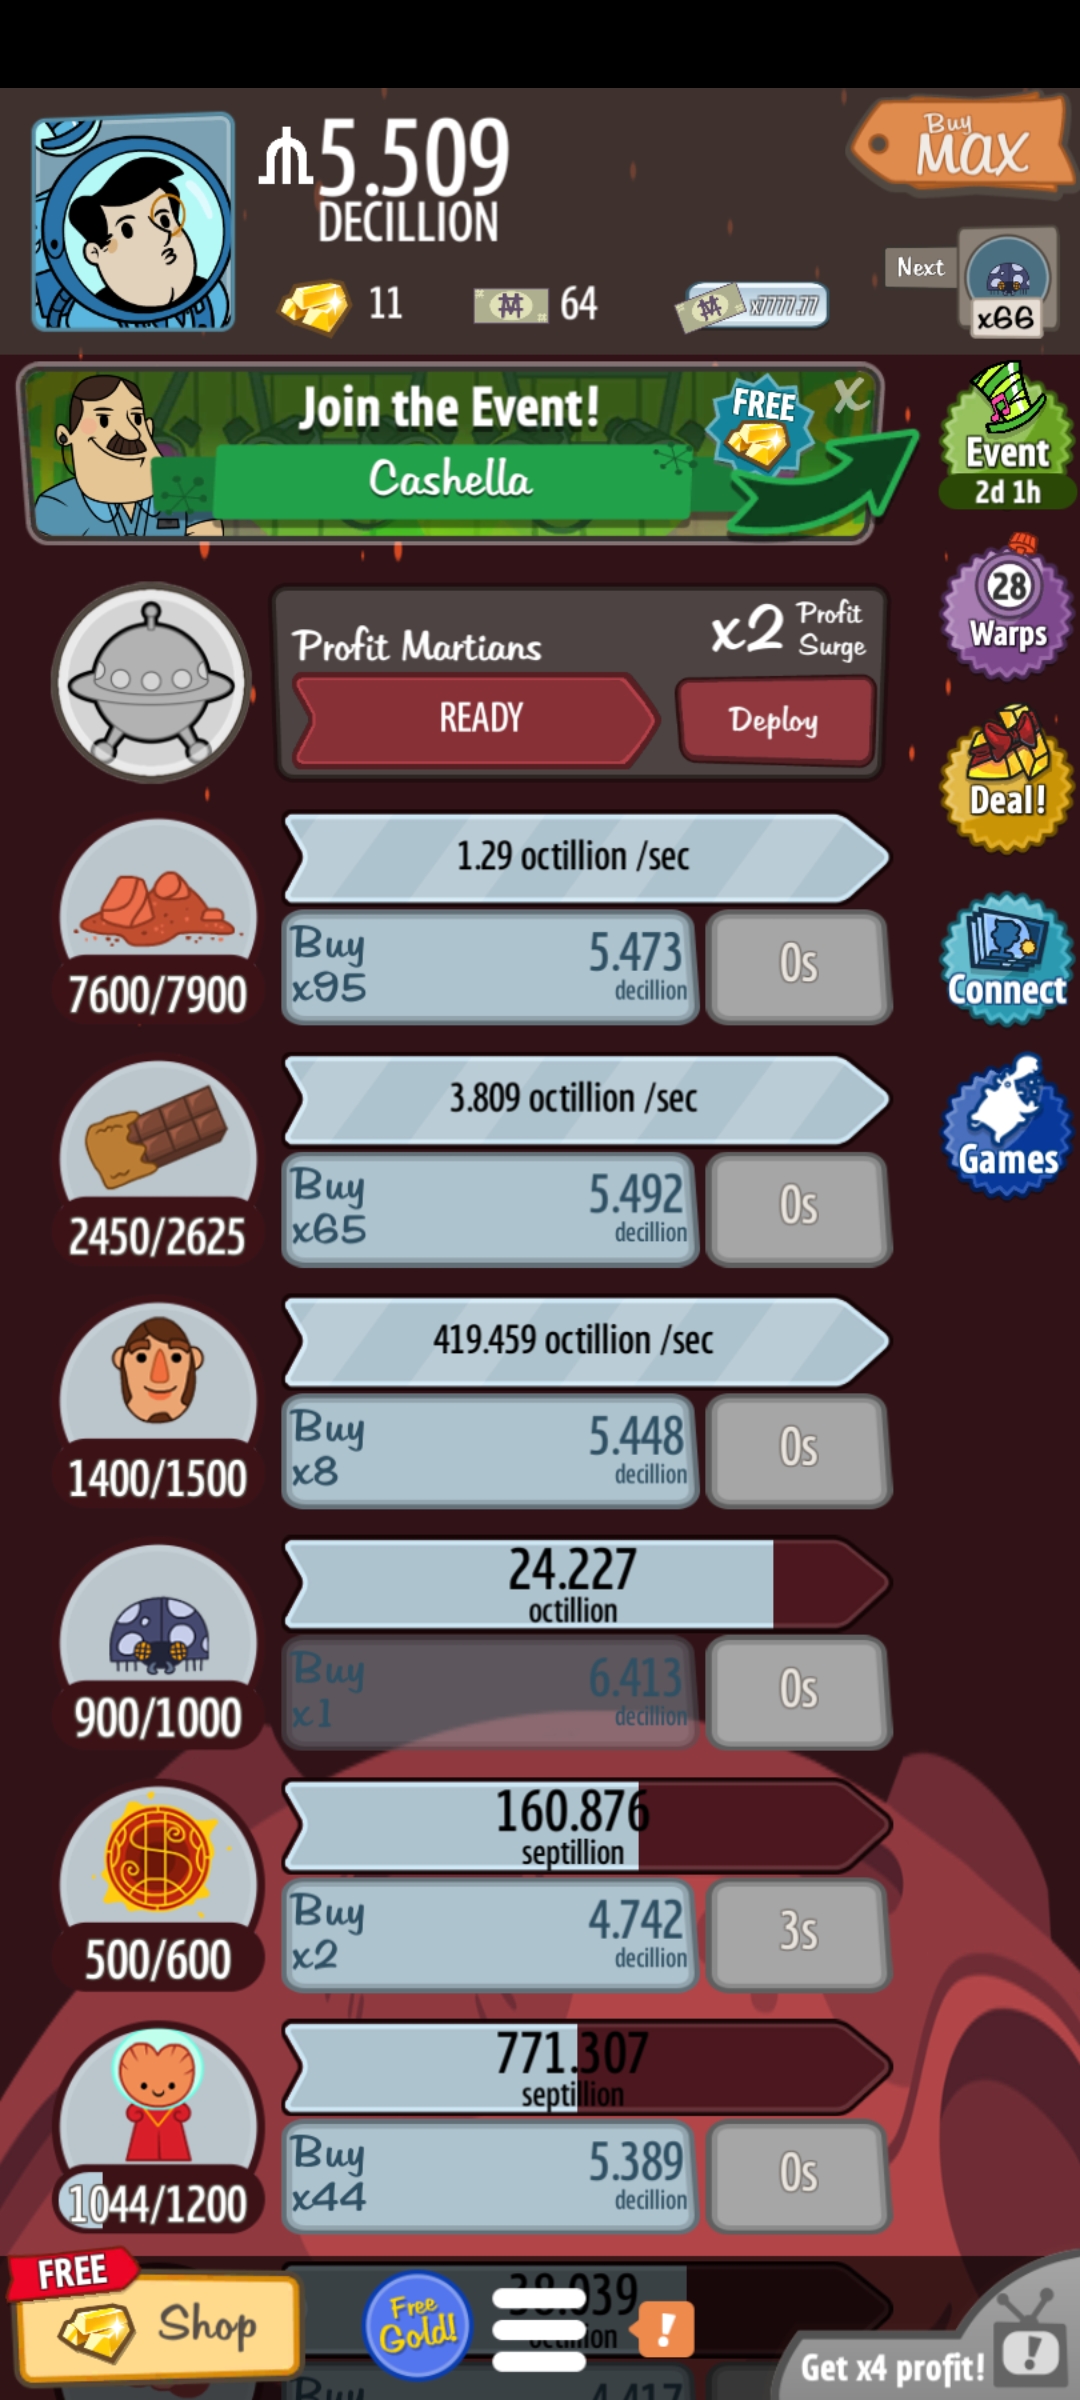 5.509
DECILLION
Buy
Max
11
64
x7777.77
Next
x66
Join the Event!
Cashella
FREE
X
Event
2d 1h
Profit Martians
x2 Profit Surge
READY
Deploy
28
Warps
Deal!
1.29 octillion /sec
Buy
x95
5.473
decillion
0s
7600/7900
Connect
3.809 octillion /sec
Buy
x65
5.492
decillion
0s
2450/2625
Games
419.459 octillion /sec
Buy
x8
5.448
decillion
0s
1400/1500
24.227
octillion
Buy
x1
6.413
decillion
0s
900/1000
160.876
septillion
Buy
x2
4.742
decillion
3s
500/600
771.307
septillion
Buy
x44
5.389
decillion
0s
1044/1200
FREE
Shop
Free
Gold!
!
Get x4 profit!
!
Buy